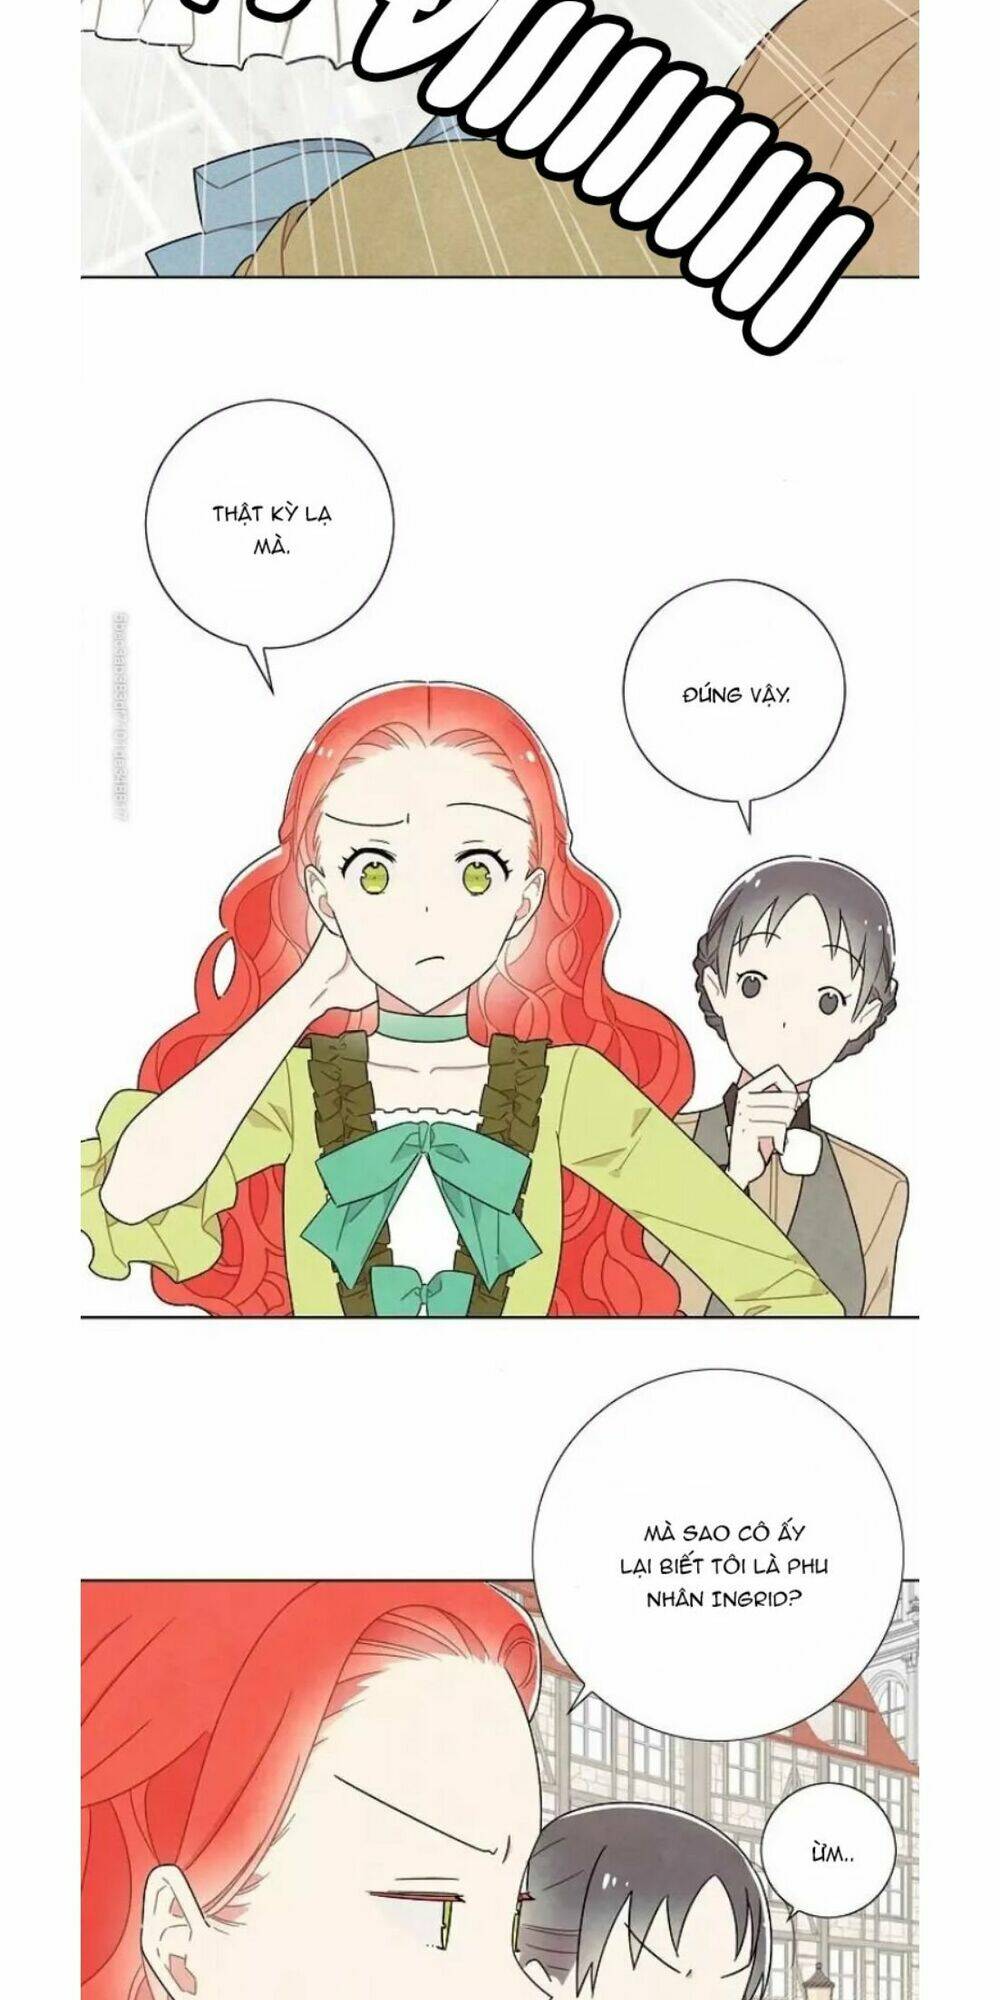 THẬT KỲ LẠ
MÀ.
ĐÚNG VẬY.
MÀ SAO CÔ ẤY
LẠI BIẾT TÔI LÀ PHU
NHÂN INGRID?
ỪM..